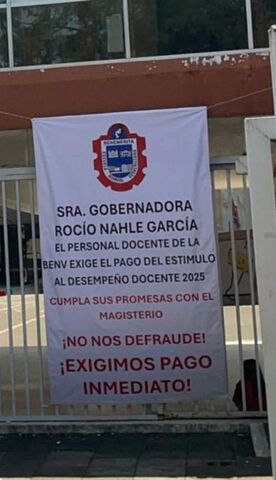 BENEMERITA
SRA. GOBERNADORA
ROCÍO NAHLE GARCÍA
EL PERSONAL DOCENTE DE LA
BENV EXIGE EL PAGO DEL ESTIMULO
AL DESEMPEÑO DOCENTE 2025
CUMPLA SUS PROMESAS CON EL
MAGISTERIO
¡NO NOS DEFRAUDE!
¡EXIGIMOS PAGO
INMEDIATO!